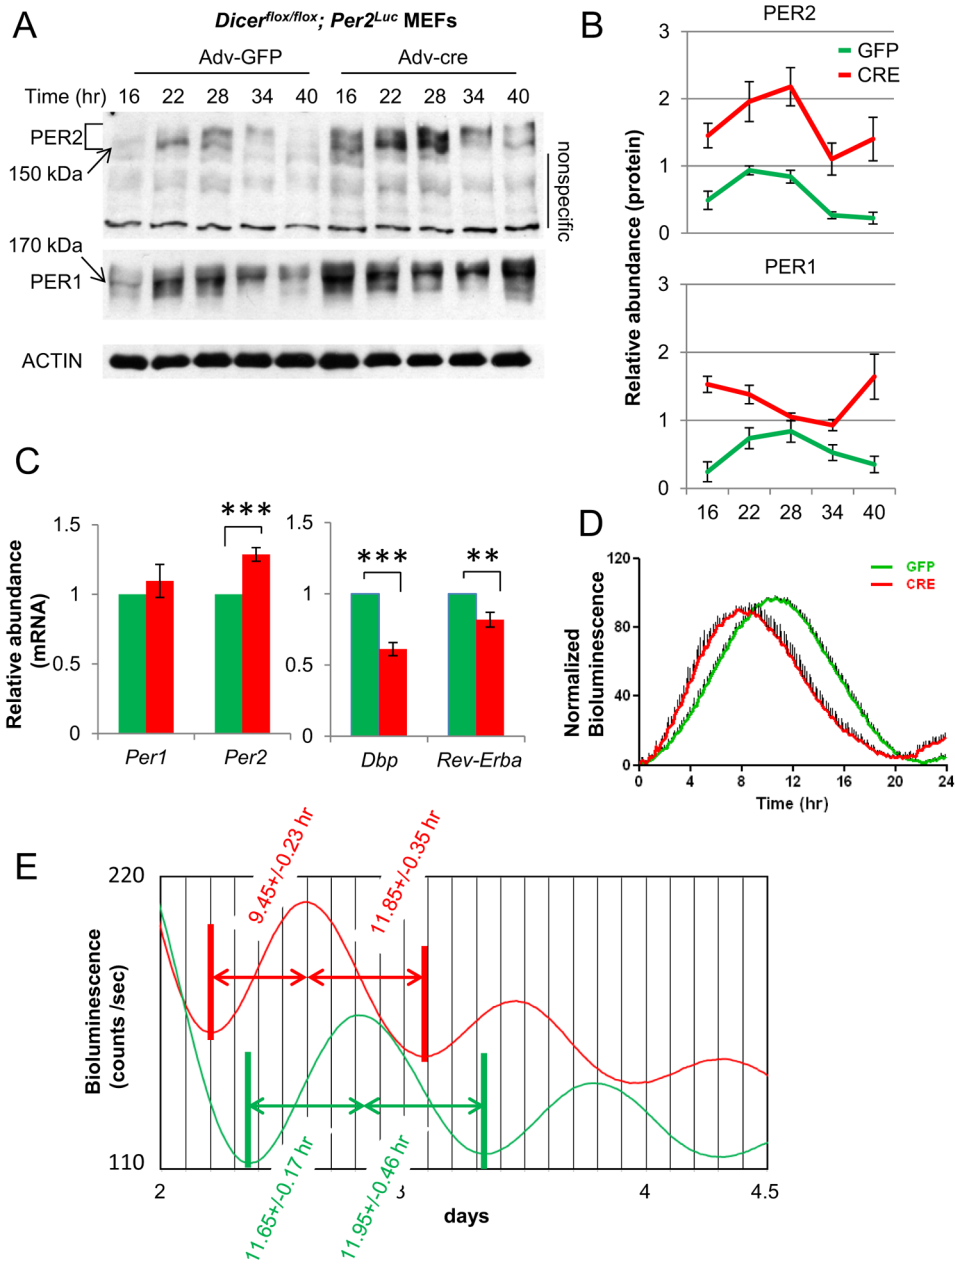 A
Dicerflox/flox; Per2Luc MEFs
Adv-GFP Adv-cre
Time (hr) 16 22 28 34 40 16 22 28 34 40
PER2
150 kDa
nonspecific
170 kDa
PER1
ACTIN
B
PER2
GFP
CRE
3
2
1
0
Relative abundance (protein)
PER1
3
2
1
0
16 22 28 34 40
C
Relative abundance
(mRNA)
1.5
1
0.5
0
***
Per1 Per2
1.5
1
0.5
0
*** **
Dbp Rev-Erba
D
Normalized
Bioluminescence
120
80
40
0
GFP
CRE
0 4 8 12 16 20 24
Time (hr)
E
Bioluminescence
(counts /sec)
220
110
9.45+/-0.23 hr
11.85+/-0.35 hr
11.65+/-0.17 hr
11.95+/-0.46 hr
2 3 4 4.5
days